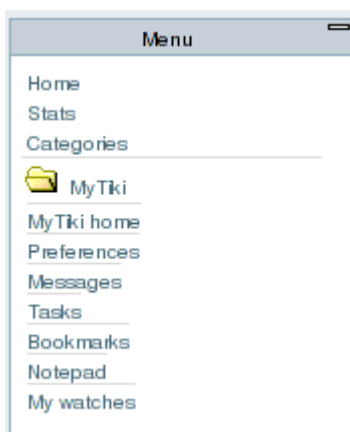 Menu
Home
Stats
Categories
MyTiki
MyTiki home
Preferences
Messages
Tasks
Bookmarks
Notepad
My watches